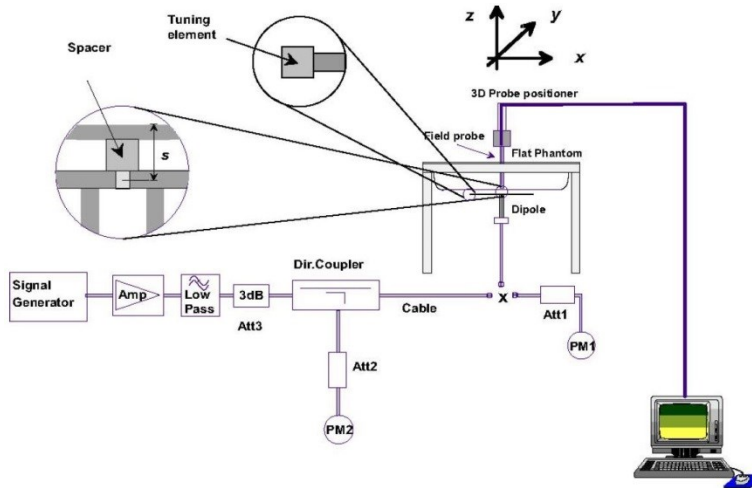 Spacer
s
Tuning
element
z
y
x
3D Probe positioner
Field probe
Flat Phantom
Dipole
Signal
Generator
Amp
Low
Pass
3dB
Att3
Dir.Coupler
Cable
x
Att1
PM1
Att2
PM2